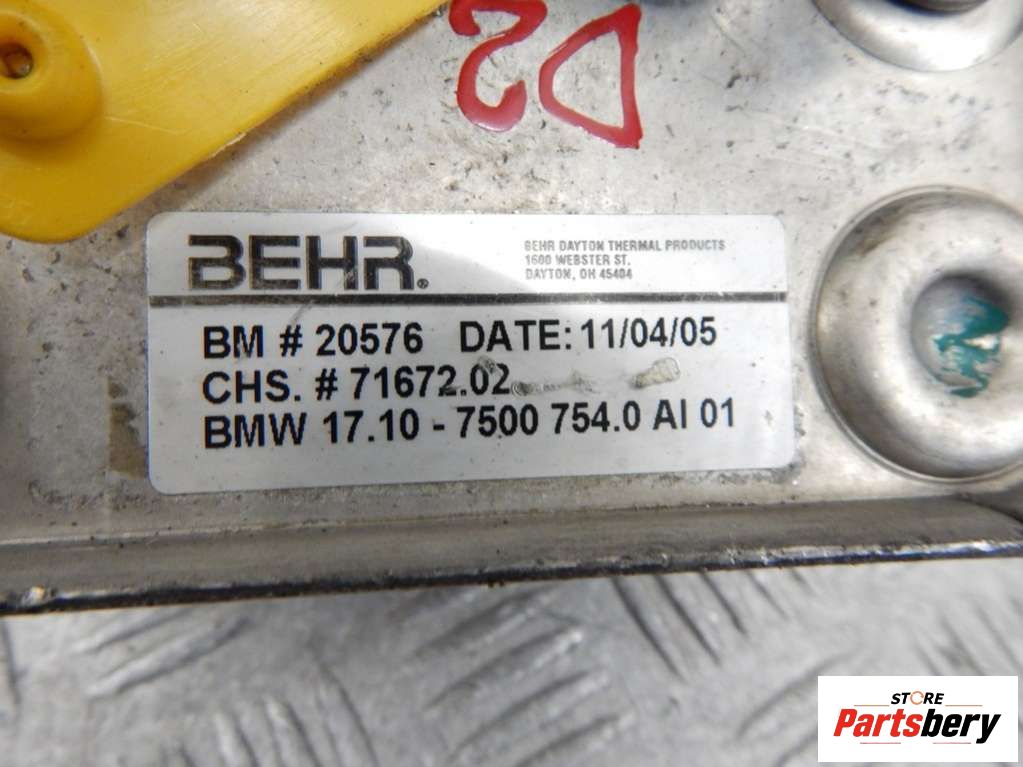 D2
BEHR®
BEHR DAYTON THERMAL PRODUCTS
1600 WEBSTER ST.
DAYTON, OH 45404
BM # 20576 DATE: 11/04/05
CHS. # 71672.02
BMW 17.10 - 7500 754.0 AI 01
STORE
Partsbery